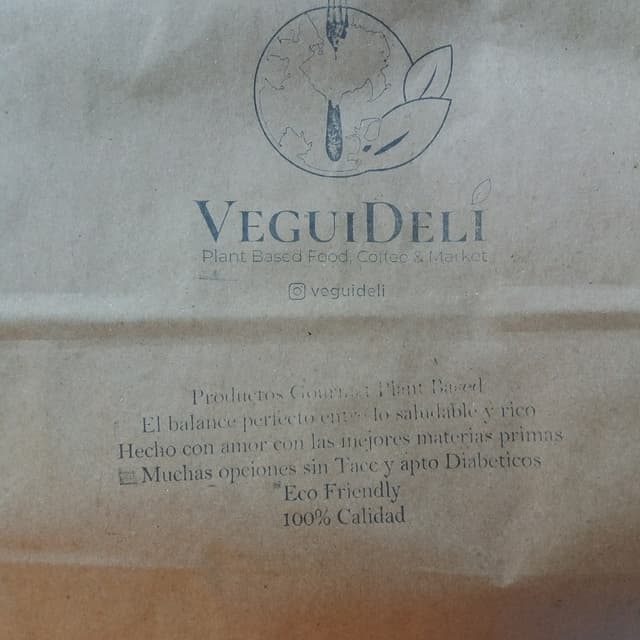 VEGUIDELI
Plant Based Food, Coffee & Market
veguideli
Productos Gourmet Plant Based
El balance perfecto entre lo saludable y rico
Hecho con amor con las mejores materias primas
Muchas opciones sin Tacc y apto Diabeticos
Eco Friendly
100% Calidad